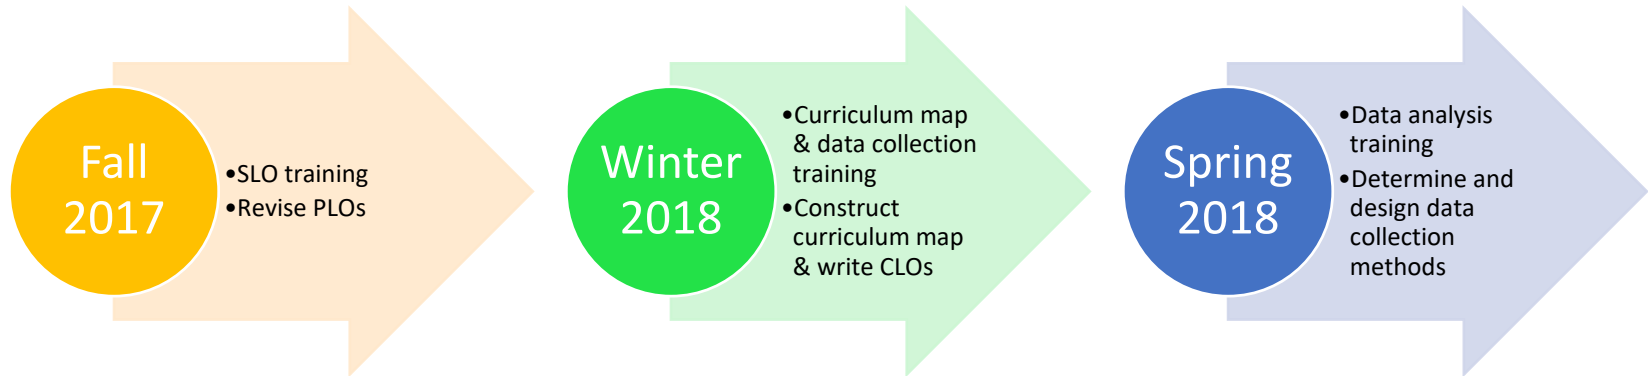 Fall
2017
•SLO training
•Revise PLOs
Winter
2018
•Curriculum map
& data collection
training
•Construct
curriculum map
& write CLOs
Spring
2018
•Data analysis
training
•Determine and
design data
collection
methods